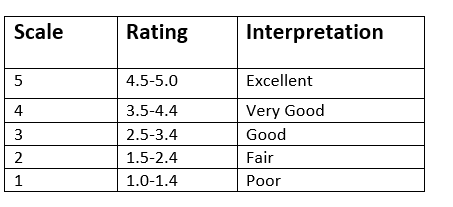 Scale Rating Interpretation
5 4.5-5.0 Excellent
4 3.5-4.4 Very Good
3 2.5-3.4 Good
2 1.5-2.4 Fair
1 1.0-1.4 Poor